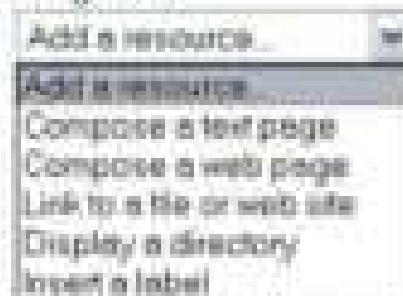 Add a resource...
Add a resource...
Compose a text page
Compose a web page
Link to a file or web site
Display a directory
Insert a label